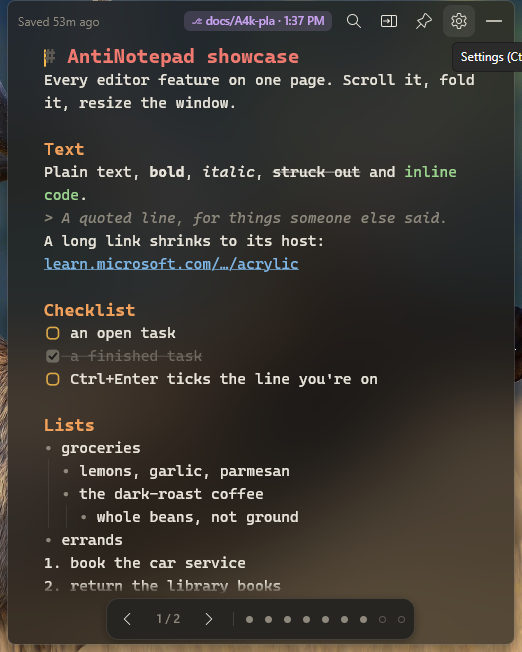 Saved 53m ago
docs/A4k-pla · 1:37 PM
Settings (Ct
# AntiNotepad showcase
Every editor feature on one page. Scroll it, fold
it, resize the window.
Text
Plain text, bold, italic, struck out and inline
code.
> A quoted line, for things someone else said.
A long link shrinks to its host:
learn.microsoft.com/…/acrylic
Checklist
an open task
a finished task
Ctrl+Enter ticks the line you're on
Lists
• groceries
• lemons, garlic, parmesan
• the dark-roast coffee
• whole beans, not ground
• errands
1. book the car service
2. return the library books
1 / 2